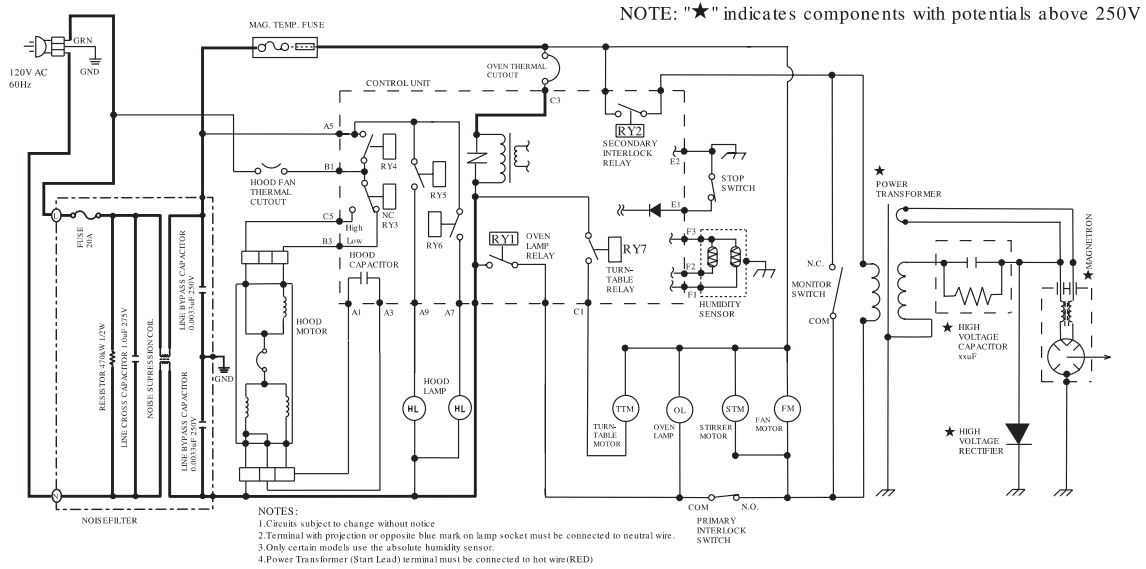 NOTE: "★" indicates components with potentials above 250V
MAG. TEMP. FUSE
GRN
GND
120V AC
60Hz
OVEN THERMAL
CUTOUT
CONTROL UNIT
C3
A5
RY4
B1
HOOD FAN
THERMAL
CUTOUT
NC
RY3
C5
High
B3
Low
HOOD
CAPACITOR
A1
A3
A9
A7
RY5
RY6
RY1
OVEN
LAMP
RELAY
RY2
SECONDARY
INTERLOCK
RELAY
E2
STOP
SWITCH
E1
RY7
TURN-
TABLE
RELAY
C1
F3
F2
F1
HUMIDITY
SENSOR
★
POWER
TRANSFORMER
N.C.
MONITOR
SWITCH
COM
★ HIGH
VOLTAGE
CAPACITOR
xxuF
MAGNETRON
★
★ HIGH
VOLTAGE
RECTIFIER
L
FUSE
20A
RESISTOR 470kW 1/2W
LINE CROSS CAPACITOR 1.0uF 275V
NOISE SUPRESSION COIL
LINE BYPASS CAPACITOR
0.0033uF 250V
LINE BYPASS CAPACITOR
0.0033uF 250V
GND
N
NOISEFILTER
HOOD
MOTOR
HOOD
LAMP
HL
HL
TTM
TURN-
TABLE
MOTOR
OL
OVEN
LAMP
STM
STIRRER
MOTOR
FM
FAN
MOTOR
COM
N.O.
PRIMARY
INTERLOCK
SWITCH
NOTES:
1.Circuits subject to change without notice
2.Terminal with projection or opposite blue mark on lamp socket must be connected to neutral wire.
3.Only certain models use the absolute humidity sensor.
4.Power Transformer (Start Lead) terminal must be connected to hot wire(RED)